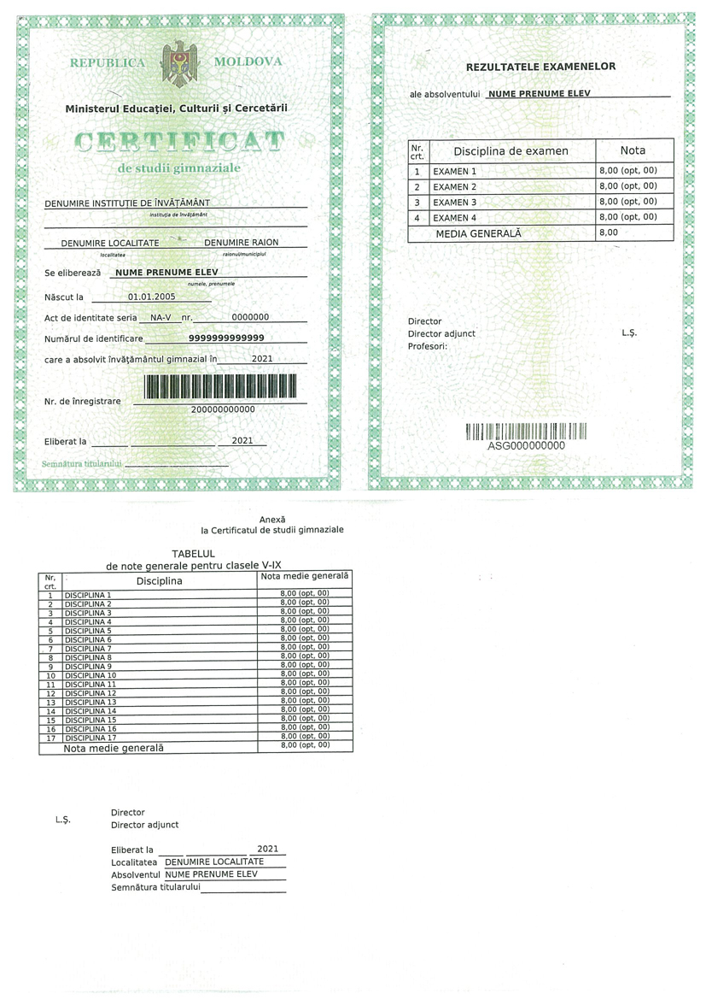 REPUBLICA MOLDOVA
Ministerul Educaţiei, Culturii şi Cercetării
CERTIFICAT
de studii gimnaziale
DENUMIRE INSTITUŢIE DE ÎNVĂŢĂMÂNT
instituţia de învăţămînt
DENUMIRE LOCALITATE DENUMIRE RAION
localitatea raionul/municipiul
Se eliberează NUME PRENUME ELEV
numele, prenumele
Născut la 01.01.2005
Act de identitate seria NA-V nr. 0000000
Numărul de identificare 9999999999999
care a absolvit învăţământul gimnazial în 2021
Nr. de înregistrare
200000000000
Eliberat la 2021
Semnătura titularului
REZULTATELE EXAMENELOR
ale absolventului NUME PRENUME ELEV
Nr. crt. Disciplina de examen Nota
1 EXAMEN 1 8,00 (opt, 00)
2 EXAMEN 2 8,00 (opt, 00)
3 EXAMEN 3 8,00 (opt, 00)
4 EXAMEN 4 8,00 (opt, 00)
MEDIA GENERALĂ 8,00
Director
Director adjunct L.Ş.
Profesori:
ASG000000000
Anexă
la Certificatul de studii gimnaziale
TABELUL
de note generale pentru clasele V-IX
Nr. crt. Disciplina Nota medie generală
1 DISCIPLINA 1 8,00 (opt, 00)
2 DISCIPLINA 2 8,00 (opt, 00)
3 DISCIPLINA 3 8,00 (opt, 00)
4 DISCIPLINA 4 8,00 (opt, 00)
5 DISCIPLINA 5 8,00 (opt, 00)
6 DISCIPLINA 6 8,00 (opt, 00)
7 DISCIPLINA 7 8,00 (opt, 00)
8 DISCIPLINA 8 8,00 (opt, 00)
9 DISCIPLINA 9 8,00 (opt, 00)
10 DISCIPLINA 10 8,00 (opt, 00)
11 DISCIPLINA 11 8,00 (opt, 00)
12 DISCIPLINA 12 8,00 (opt, 00)
13 DISCIPLINA 13 8,00 (opt, 00)
14 DISCIPLINA 14 8,00 (opt, 00)
15 DISCIPLINA 15 8,00 (opt, 00)
16 DISCIPLINA 16 8,00 (opt, 00)
17 DISCIPLINA 17 8,00 (opt, 00)
Nota medie generală 8,00 (opt, 00)
L.Ş. Director
Director adjunct
Eliberat la 2021
Localitatea DENUMIRE LOCALITATE
Absolventul NUME PRENUME ELEV
Semnătura titularului